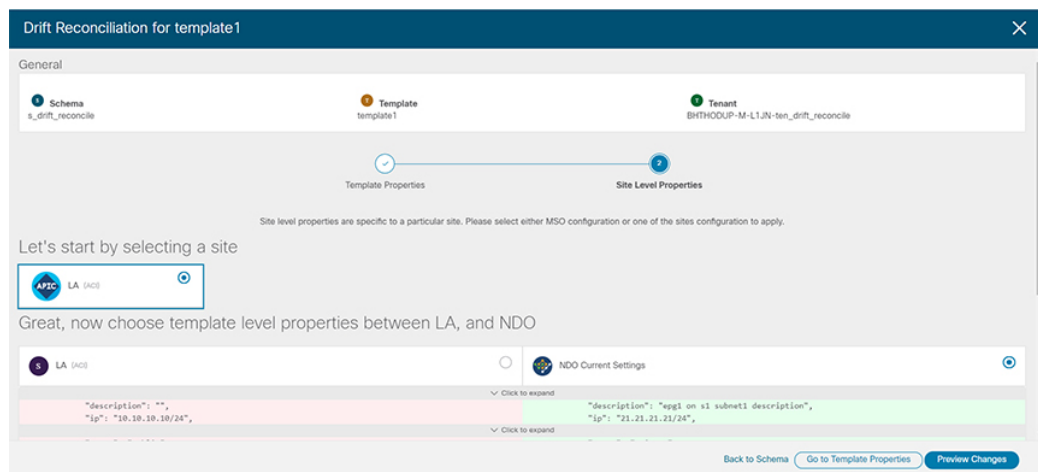 Drift Reconciliation for template1
General
S Schema
s_drift_reconcile
T Template
template1
T Tenant
BHTHODUP-M-L1JN-ten_drift_reconcile
Template Properties
2
Site Level Properties
Site level properties are specific to a particular site. Please select either MSO configuration or one of the sites configuration to apply.
Let's start by selecting a site
APIC LA (ACI)
Great, now choose template level properties between LA, and NDO
S LA (ACI)
NDO Current Settings
Click to expand
"description": "",
"description": "epg1 on s1 subnet1 description",
"ip": "10.10.10.10/24",
"ip": "21.21.21.21/24",
Click to expand
Back to Schema Go to Template Properties Preview Changes